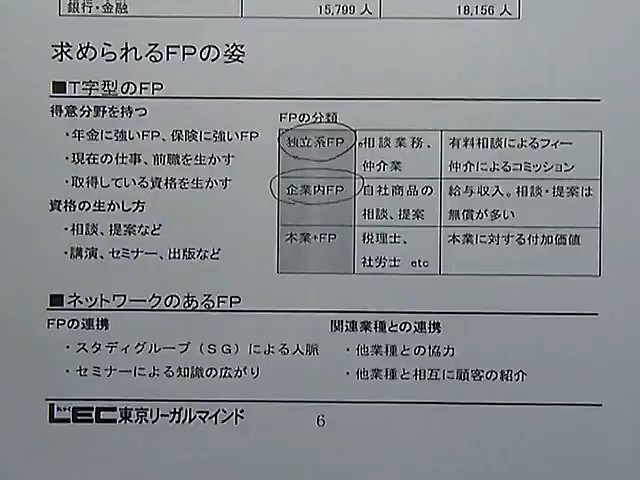 銀行・金融 15,799 人 18,156 人
求められるFPの姿
■T字型のFP
得意分野を持つ
・年金に強いFP、保険に強いFP
・現在の仕事、前職を生かす
・取得している資格を生かす
資格の生かし方
・相談、提案など
・講演、セミナー、出版など
FPの分類
独立系FP 相談業務、 有料相談によるフィー
仲介業 仲介によるコミッション
企業内FP 自社商品の 給与収入。相談・提案は
相談、提案 無償が多い
本業+FP 税理士、 本業に対する付加価値
社労士 etc
■ネットワークのあるFP
FPの連携
・スタディグループ(SG)による人脈
・セミナーによる知識の広がり
関連業種との連携
・他業種との協力
・他業種と相互に顧客の紹介
LEC東京リーガルマインド
6